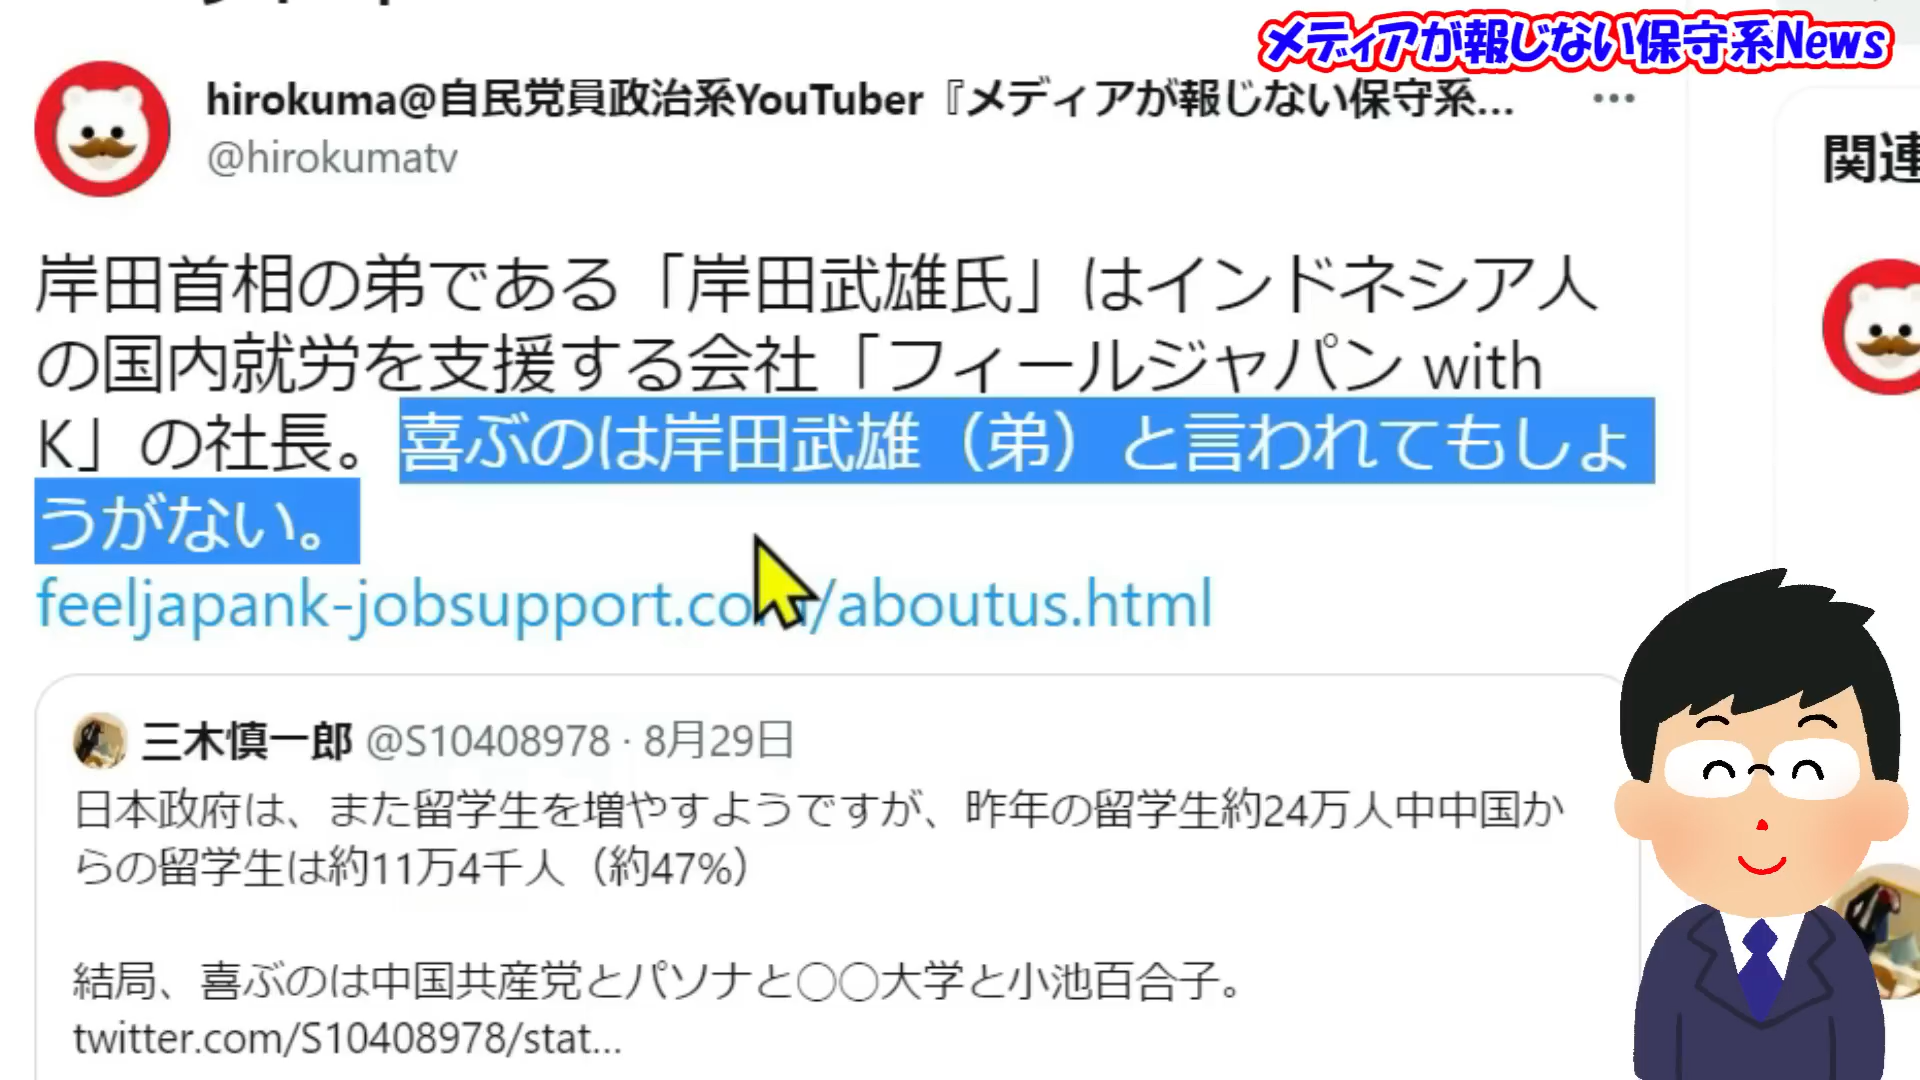 メディアが報じない保守系News
hirokuma@自民党員政治系YouTuber『メディアが報じない保守系...
@hirokumatv
関連
岸田首相の弟である「岸田武雄氏」はインドネシア人
の国内就労を支援する会社「フィールジャパン with
K」の社長。喜ぶのは岸田武雄（弟）と言われてもしょ
うがない。
feeljapank-jobsupport.com/aboutus.html
三木慎一郎 @S10408978 · 8月29日
日本政府は、また留学生を増やすようですが、昨年の留学生約24万人中中国か
らの留学生は約11万4千人（約47%）
結局、喜ぶのは中国共産党とパソナと〇〇大学と小池百合子。
twitter.com/S10408978/stat...